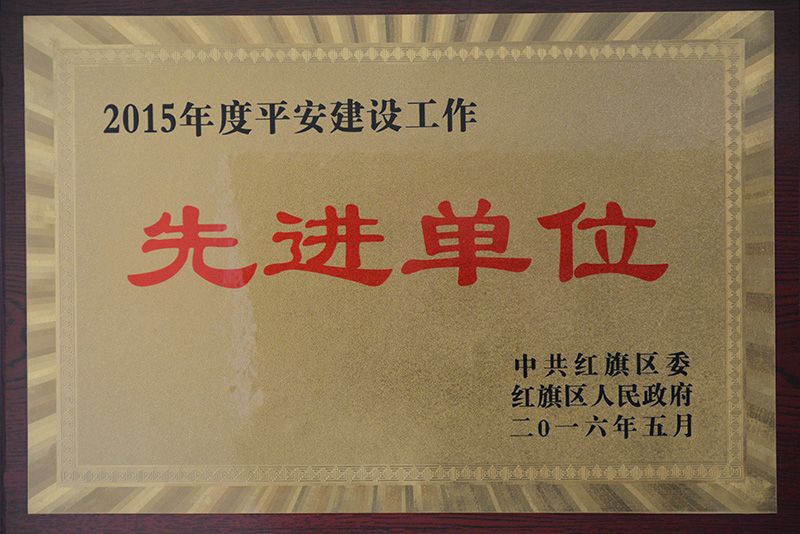 2015年度平安建设工作
先进单位
中共红旗区委
红旗区人民政府
二0一六年五月